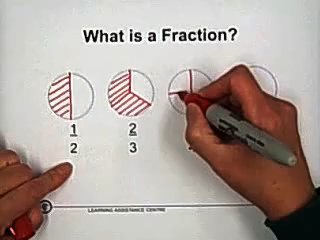 What is a Fraction?
1 2
2 3
LEARNING ASSISTANCE CENTRE